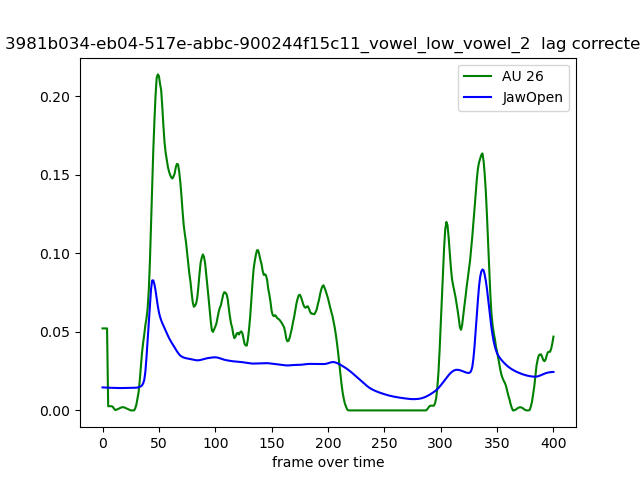 3981b034-eb04-517e-abbc-900244f15c11_vowel_low_vowel_2  lag correcte
AU 26
JawOpen
0.20
0.15
0.10
0.05
0.00
0 50 100 150 200 250 300 350 400
frame over time